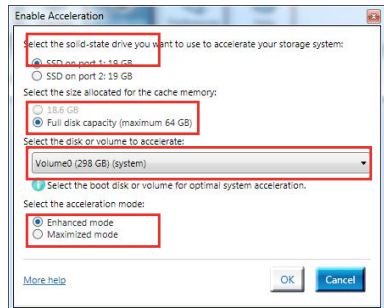 Enable Acceleration
Select the solid-state drive you want to use to accelerate your storage system:
SSD on port 1: 19 GB
SSD on port 2: 19 GB
Select the size allocated for the cache memory:
18.6 GB
Full disk capacity (maximum 64 GB)
Select the disk or volume to accelerate:
Volume0 (298 GB) (system)
Select the boot disk or volume for optimal system acceleration.
Select the acceleration mode:
Enhanced mode
Maximized mode
More help OK Cancel